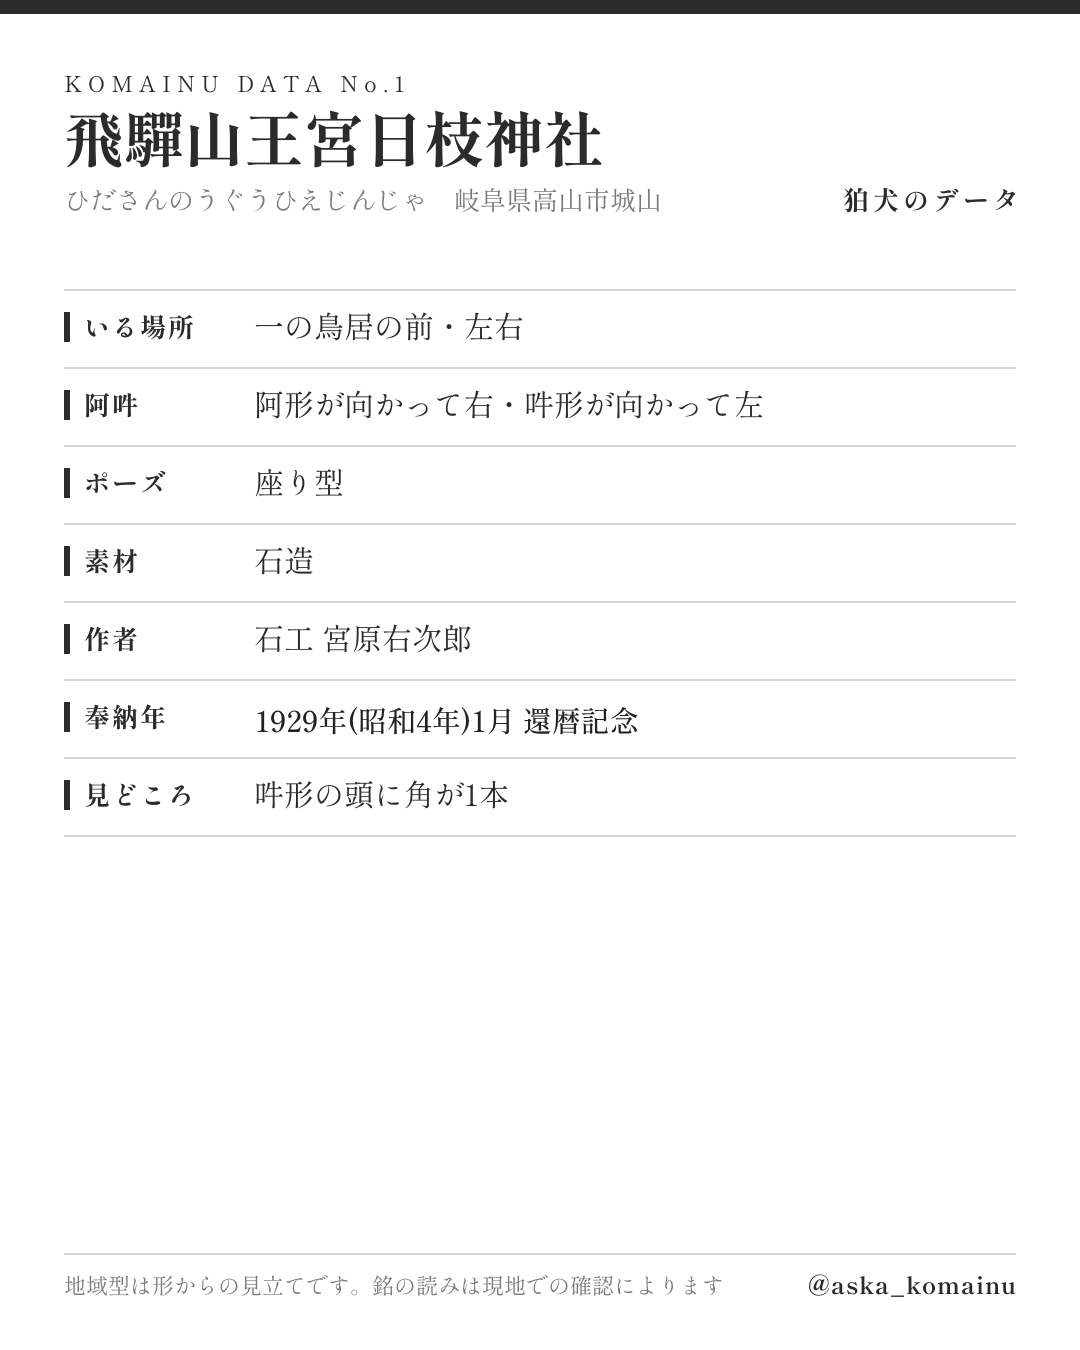 KOMAINU DATA No.1
飛驒山王宮日枝神社
ひださんのうぐうひえじんじゃ　岐阜県高山市城山
狛犬のデータ
いる場所　一の鳥居の前・左右
阿吽　阿形が向かって右・吽形が向かって左
ポーズ　座り型
素材　石造
作者　石工 宮原右次郎
奉納年　1929年(昭和4年)1月 還暦記念
見どころ　吽形の頭に角が1本
地域型は形からの見立てです。銘の読みは現地での確認によります
@aska_komainu